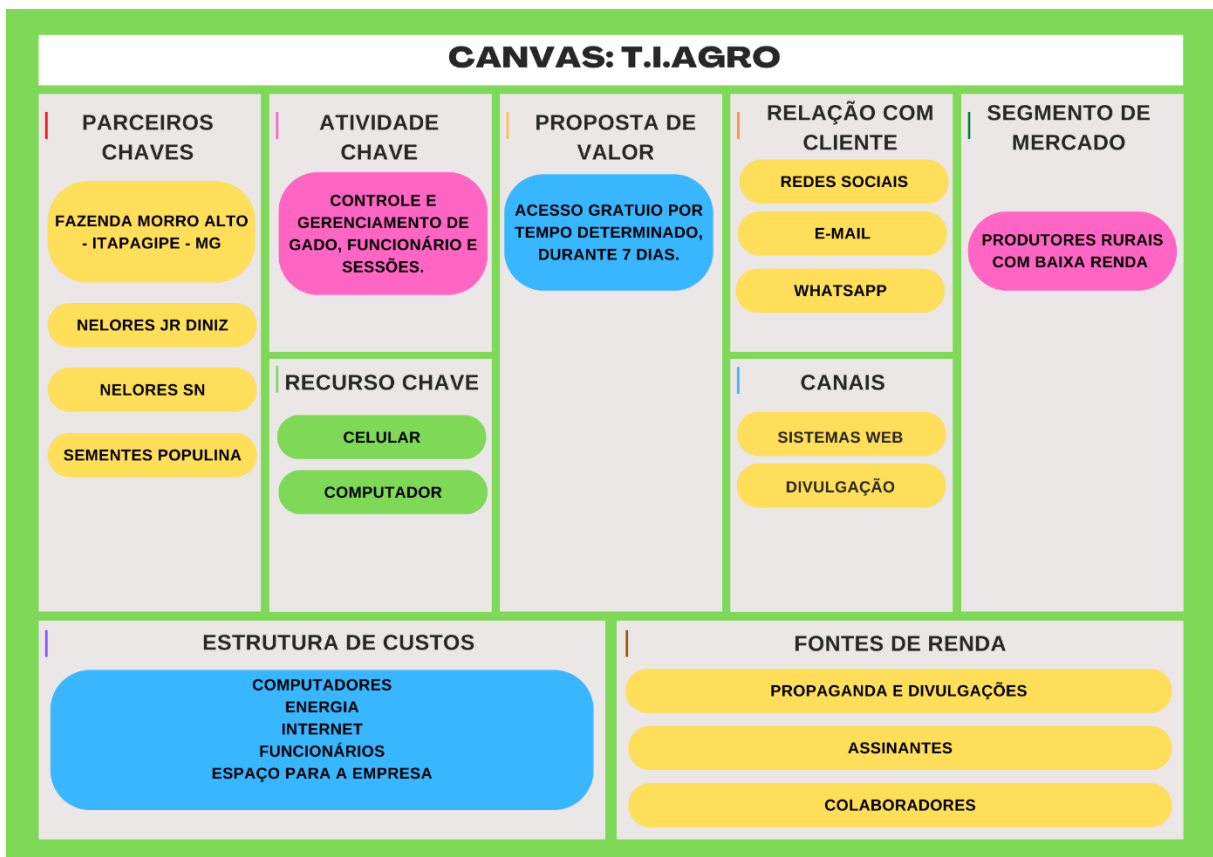 CANVAS: T.I.AGRO
PARCEIROS
CHAVES
FAZENDA MORRO ALTO
- ITAPAGIPE - MG
NELORES JR DINIZ
NELORES SN
SEMENTES POPULINA
ATIVIDADE
CHAVE
CONTROLE E
GERENCIAMENTO DE
GADO, FUNCIONÁRIO E
SESSÕES.
RECURSO CHAVE
CELULAR
COMPUTADOR
PROPOSTA DE
VALOR
ACESSO GRATUIO POR
TEMPO DETERMINADO,
DURANTE 7 DIAS.
RELAÇÃO COM
CLIENTE
REDES SOCIAIS
E-MAIL
WHATSAPP
CANAIS
SISTEMAS WEB
DIVULGAÇÃO
SEGMENTO DE
MERCADO
PRODUTORES RURAIS
COM BAIXA RENDA
ESTRUTURA DE CUSTOS
COMPUTADORES
ENERGIA
INTERNET
FUNCIONÁRIOS
ESPAÇO PARA A EMPRESA
FONTES DE RENDA
PROPAGANDA E DIVULGAÇÕES
ASSINANTES
COLABORADORES